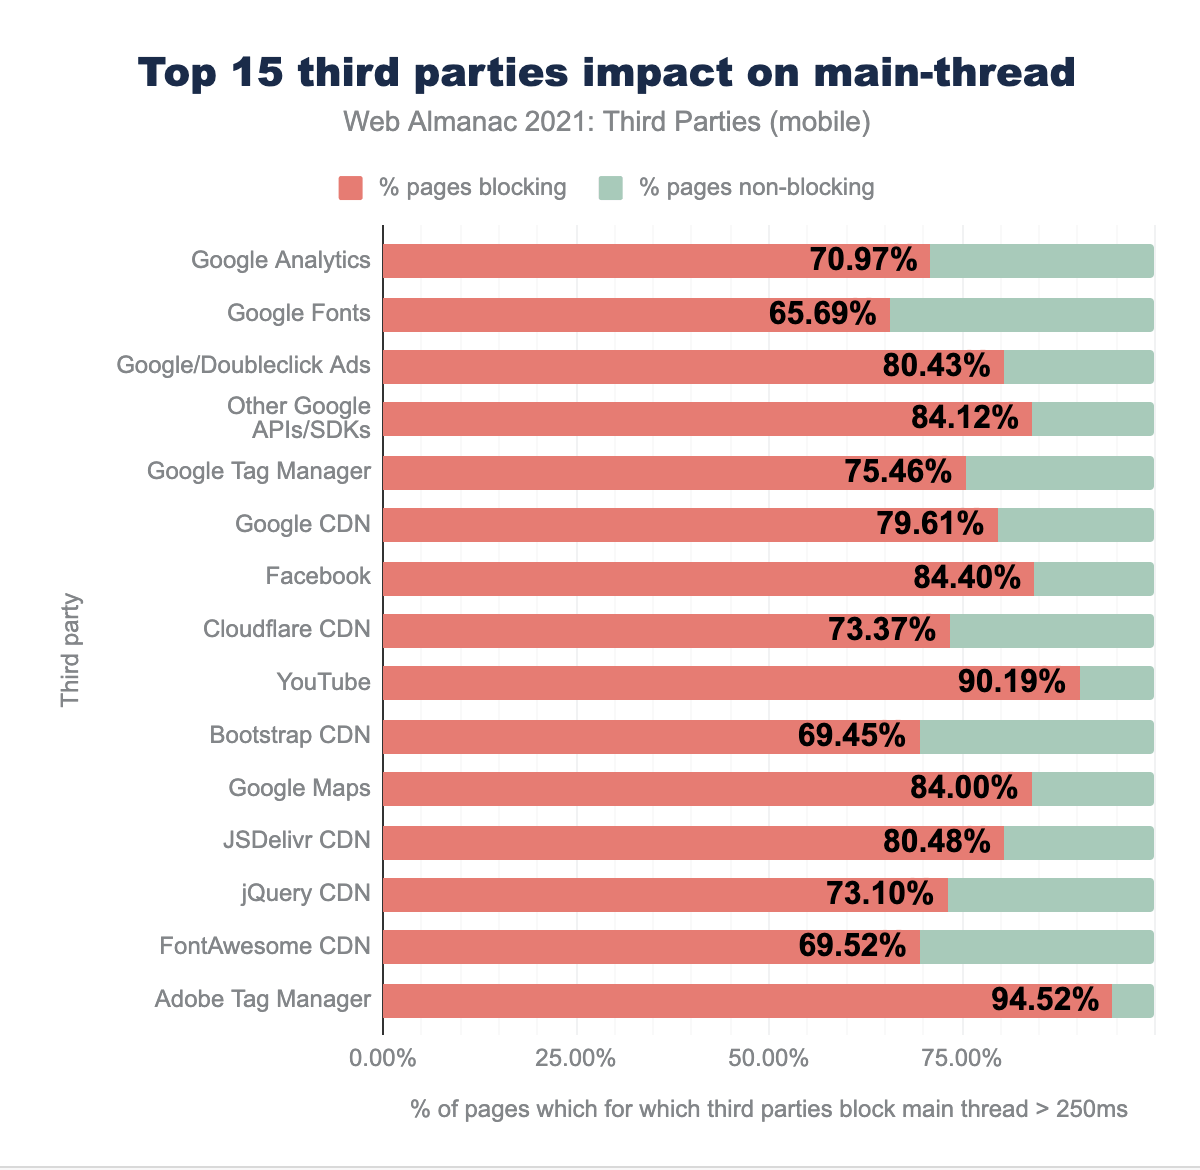 Top 15 third parties impact on main-thread
Web Almanac 2021: Third Parties (mobile)
% pages blocking
% pages non-blocking
Third party
Google Analytics 70.97%
Google Fonts 65.69%
Google/Doubleclick Ads 80.43%
Other Google
APIs/SDKs 84.12%
Google Tag Manager 75.46%
Google CDN 79.61%
Facebook 84.40%
Cloudflare CDN 73.37%
YouTube 90.19%
Bootstrap CDN 69.45%
Google Maps 84.00%
JSDelivr CDN 80.48%
jQuery CDN 73.10%
FontAwesome CDN 69.52%
Adobe Tag Manager 94.52%
0.00% 25.00% 50.00% 75.00%
% of pages which for which third parties block main thread > 250ms